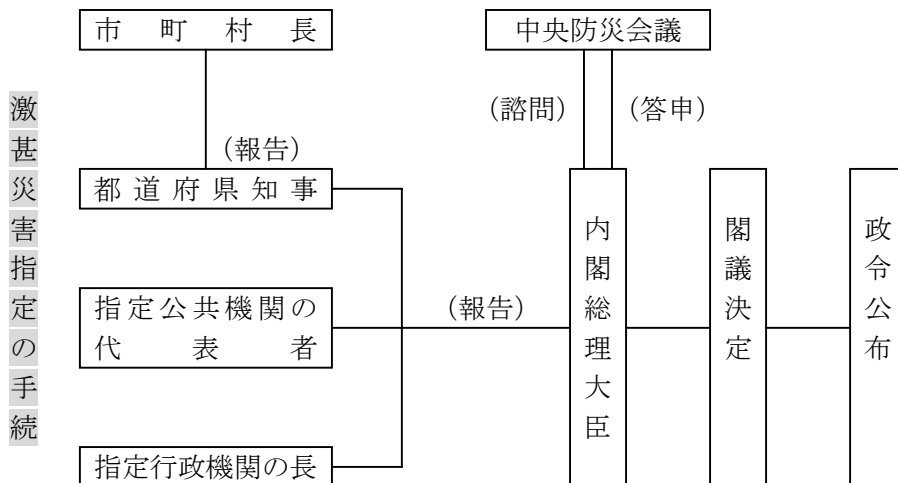 激甚災害指定の手続
市町村長
中央防災会議
（諮問）
（答申）
（報告）
都道府県知事
指定公共機関の
代表者
（報告）
指定行政機関の長
内閣総理大臣
閣議決定
政令公布